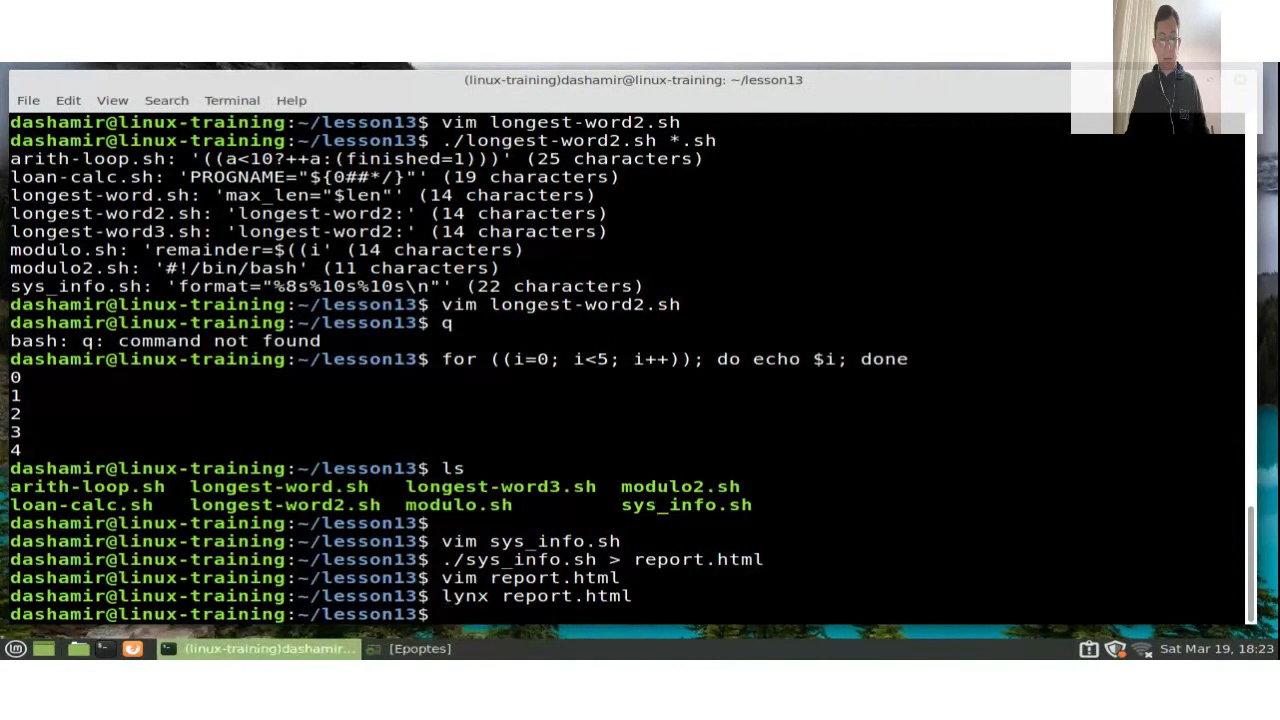 (linux-training)dashamir@linux-training: ~/lesson13
File Edit View Search Terminal Help
dashamir@linux-training:~/lesson13$ vim longest-word2.sh
dashamir@linux-training:~/lesson13$ ./longest-word2.sh *.sh
arith-loop.sh: '((a<10?++a:(finished=1)))' (25 characters)
loan-calc.sh: 'PROGNAME="${0##*/}"' (19 characters)
longest-word.sh: 'max_len="$len"' (14 characters)
longest-word2.sh: 'longest-word2:' (14 characters)
longest-word3.sh: 'longest-word2:' (14 characters)
modulo.sh: 'remainder=$((i' (14 characters)
modulo2.sh: '#!/bin/bash' (11 characters)
sys_info.sh: 'format="%8s%10s%10s\n"' (22 characters)
dashamir@linux-training:~/lesson13$ vim longest-word2.sh
dashamir@linux-training:~/lesson13$ q
bash: q: command not found
dashamir@linux-training:~/lesson13$ for ((i=0; i<5; i++)); do echo $i; done
0
1
2
3
4
dashamir@linux-training:~/lesson13$ ls
arith-loop.sh longest-word.sh longest-word3.sh modulo2.sh
loan-calc.sh longest-word2.sh modulo.sh sys_info.sh
dashamir@linux-training:~/lesson13$
dashamir@linux-training:~/lesson13$ vim sys_info.sh
dashamir@linux-training:~/lesson13$ ./sys_info.sh > report.html
dashamir@linux-training:~/lesson13$ vim report.html
dashamir@linux-training:~/lesson13$ lynx report.html
dashamir@linux-training:~/lesson13$
(linux-training)dashamir... [Epoptes] Sat Mar 19, 18:23